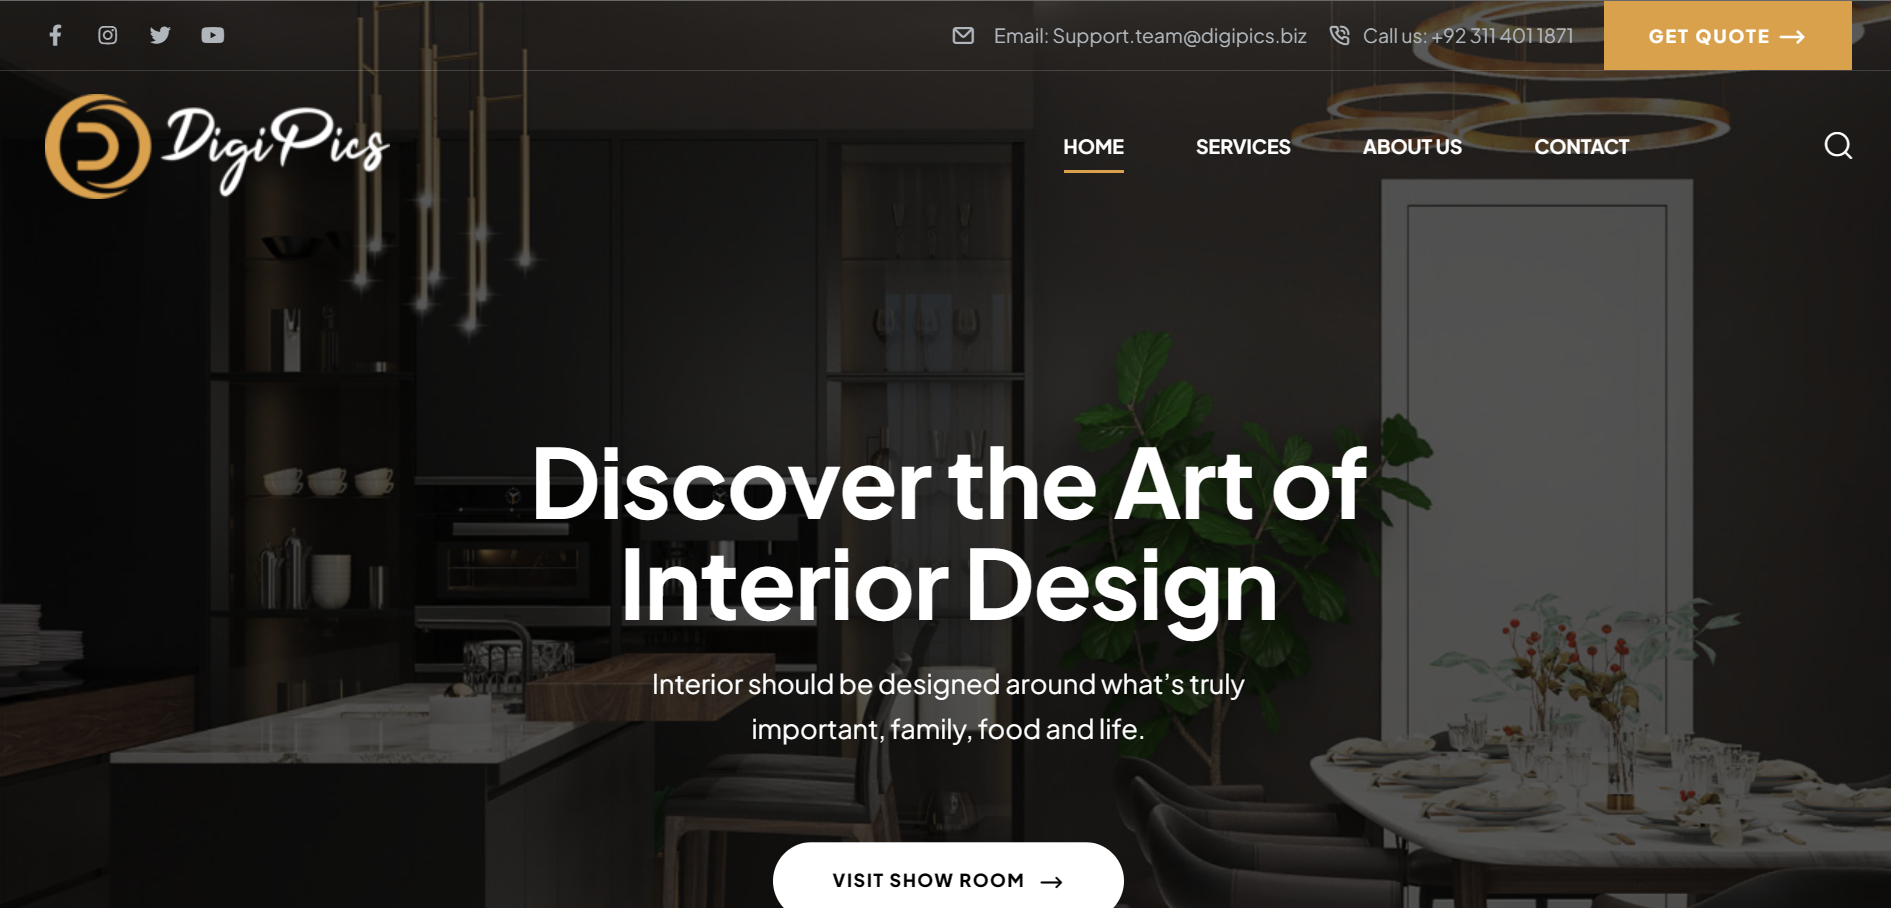 Email: Support.team@digipics.biz
Call us: +92 311 401 1871
GET QUOTE
DigiPics
HOME
SERVICES
ABOUT US
CONTACT
Discover the Art of
Interior Design
Interior should be designed around what’s truly
important, family, food and life.
VISIT SHOW ROOM